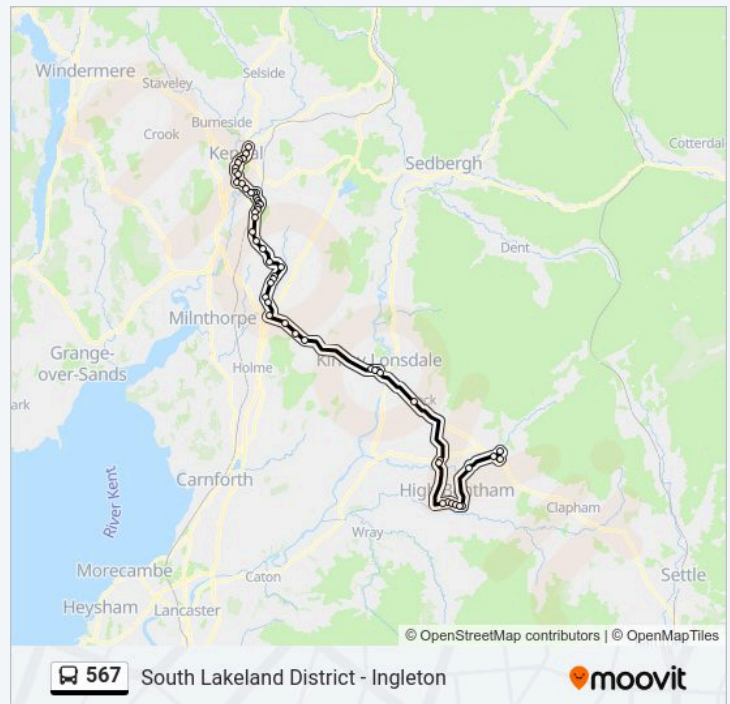 Windermere
Staveley
Selside
Crook
Burneside
Kendal
Cotterdal
Sedbergh
Dent
Milnthorpe
Grange-
over-Sands
Kirkby Lonsdale
Holme
ark
River Kent
Carnforth
High Bentham
Clapham
Wray
Morecambe
Caton
Settle
Heysham
Lancaster
© OpenStreetMap contributors | © OpenMapTiles
567 South Lakeland District - Ingleton
moovit